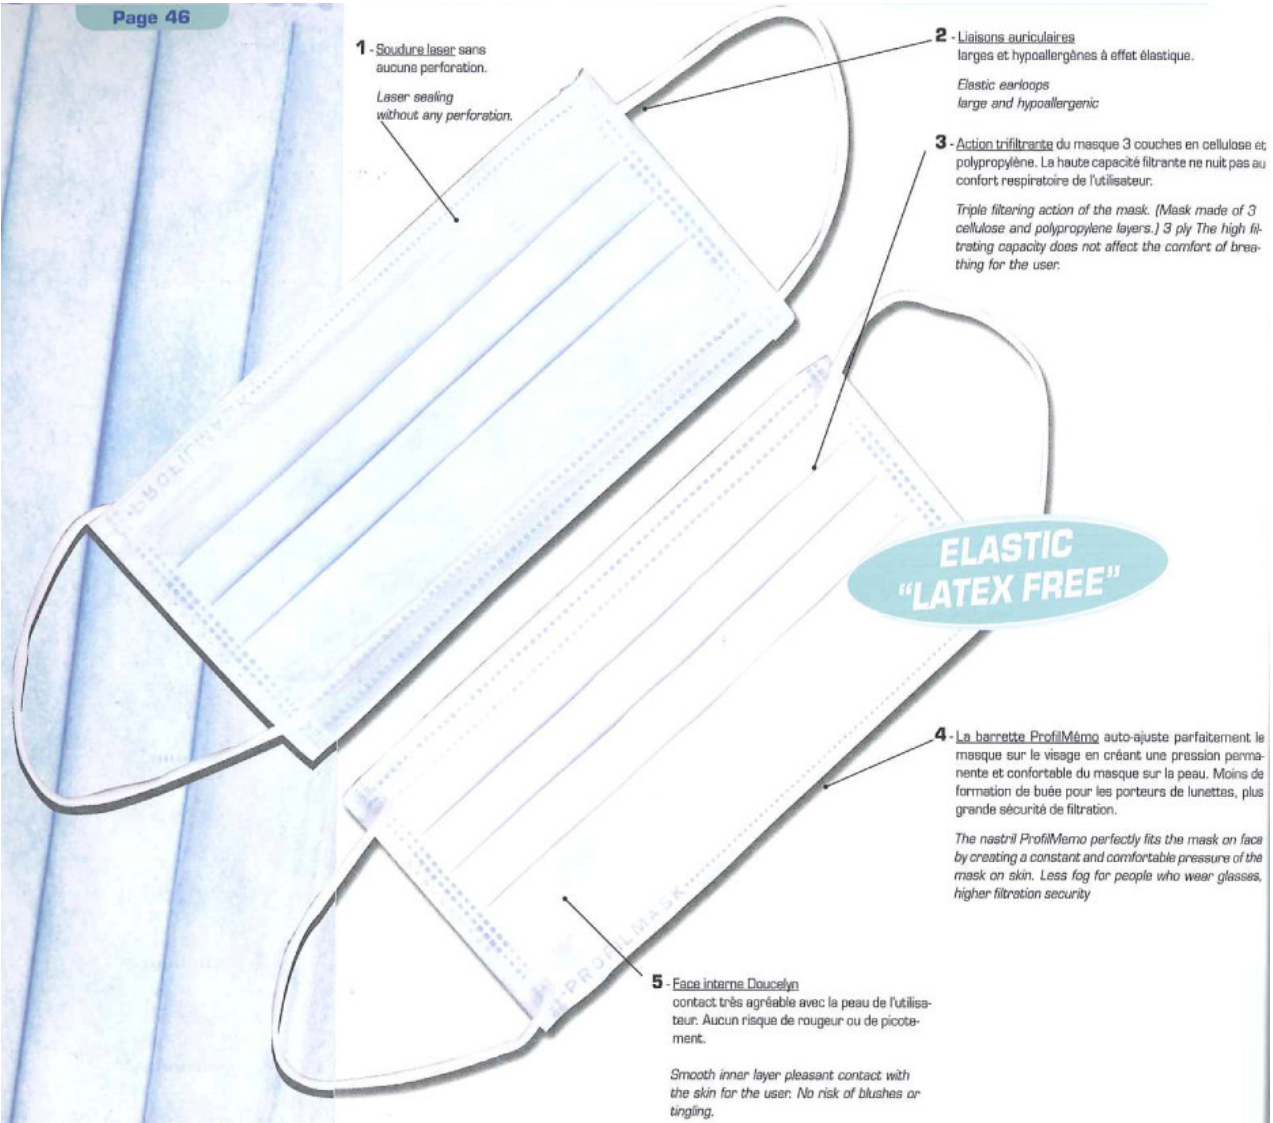 Page 46
1 - Soudure laser sans
aucune perforation.
Laser sealing
without any perforation.
2 - Liaisons auriculaires
larges et hypoallergènes à effet élastique.
Elastic earloops
large and hypoallergenic
3 - Action trifiltrante du masque 3 couches en cellulose et
polypropylène. La haute capacité filtrante ne nuit pas au
confort respiratoire de l'utilisateur.
Triple filtering action of the mask. (Mask made of 3
cellulose and polypropylene layers.) 3 ply The high fil-
trating capacity does not affect the comfort of brea-
thing for the user.
PROFILMASK
ELASTIC
"LATEX FREE"
4 - La barrette ProfilMémo auto-ajuste parfaitement le
masque sur le visage en créant une pression perma-
nente et confortable du masque sur la peau. Moins de
formation de buée pour les porteurs de lunettes, plus
grande sécurité de filtration.
The nastril ProfilMemo perfectly fits the mask on face
by creating a constant and comfortable pressure of the
mask on skin. Less fog for people who wear glasses,
higher filtration security
PROFILMASK
5 - Face interne Doucelyn
contact très agréable avec la peau de l'utilisa-
teur. Aucun risque de rougeur ou de picote-
ment.
Smooth inner layer pleasant contact with
the skin for the user. No risk of blushes or
tingling.